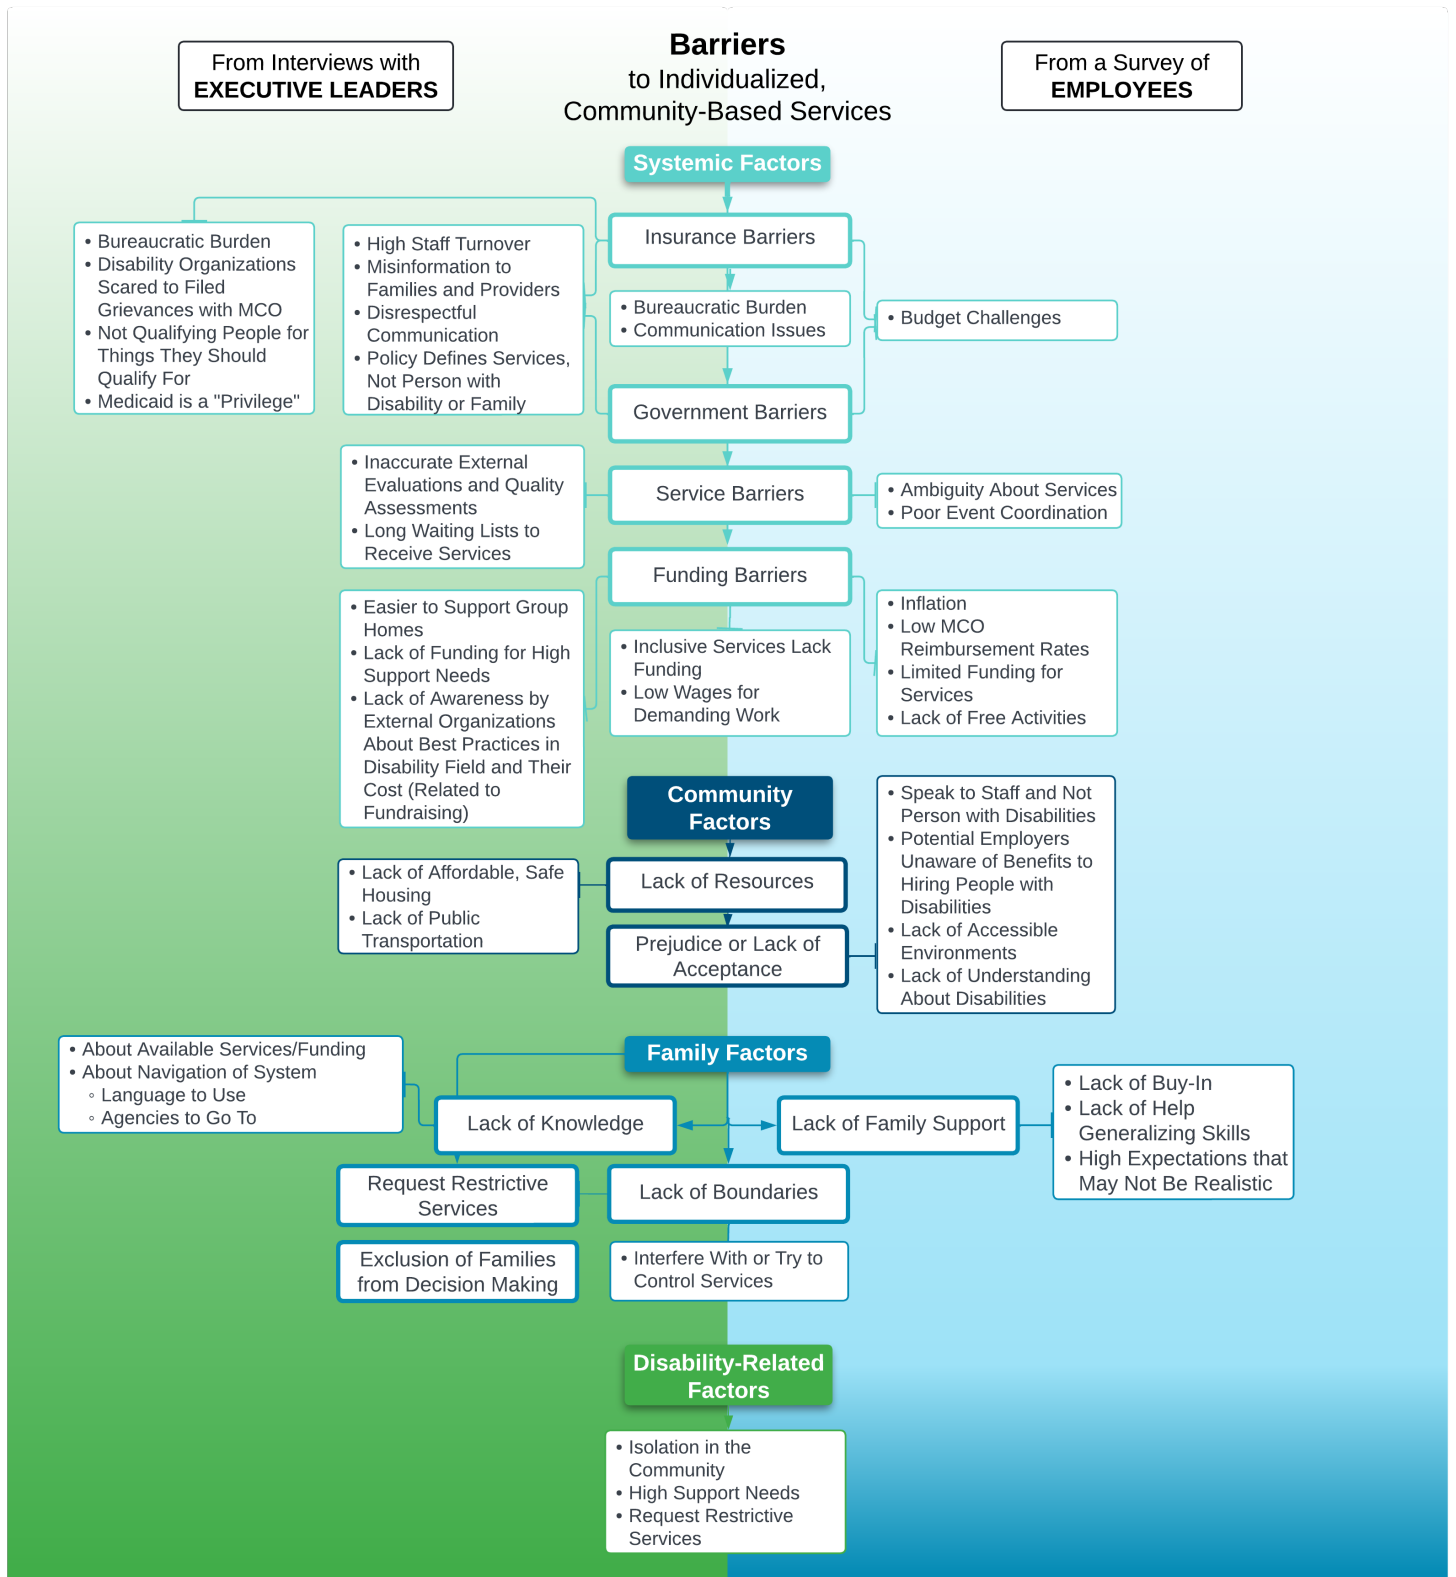 From Interviews with
EXECUTIVE LEADERS
Barriers
to Individualized,
Community-Based Services
From a Survey of
EMPLOYEES
Systemic Factors
Insurance Barriers
• Bureaucratic Burden
• Disability Organizations
Scared to Filed
Grievances with MCO
• Not Qualifying People for
Things They Should
Qualify For
• Medicaid is a "Privilege"
• High Staff Turnover
• Misinformation to
Families and Providers
• Disrespectful
Communication
• Policy Defines Services,
Not Person with
Disability or Family
• Bureaucratic Burden
• Communication Issues
• Budget Challenges
Government Barriers
• Inaccurate External
Evaluations and Quality
Assessments
• Long Waiting Lists to
Receive Services
Service Barriers
• Ambiguity About Services
• Poor Event Coordination
Funding Barriers
• Easier to Support Group
Homes
• Lack of Funding for High
Support Needs
• Lack of Awareness by
External Organizations
About Best Practices in
Disability Field and Their
Cost (Related to
Fundraising)
• Inclusive Services Lack
Funding
• Low Wages for
Demanding Work
• Inflation
• Low MCO
Reimbursement Rates
• Limited Funding for
Services
• Lack of Free Activities
Community
Factors
• Lack of Affordable, Safe
Housing
• Lack of Public
Transportation
Lack of Resources
Prejudice or Lack of
Acceptance
• Speak to Staff and Not
Person with Disabilities
• Potential Employers
Unaware of Benefits to
Hiring People with
Disabilities
• Lack of Accessible
Environments
• Lack of Understanding
About Disabilities
Family Factors
• About Available Services/Funding
• About Navigation of System
◦ Language to Use
◦ Agencies to Go To
Lack of Knowledge
Lack of Family Support
• Lack of Buy-In
• Lack of Help
Generalizing Skills
• High Expectations that
May Not Be Realistic
Request Restrictive
Services
Lack of Boundaries
Exclusion of Families
from Decision Making
• Interfere With or Try to
Control Services
Disability-Related
Factors
• Isolation in the
Community
• High Support Needs
• Request Restrictive
Services